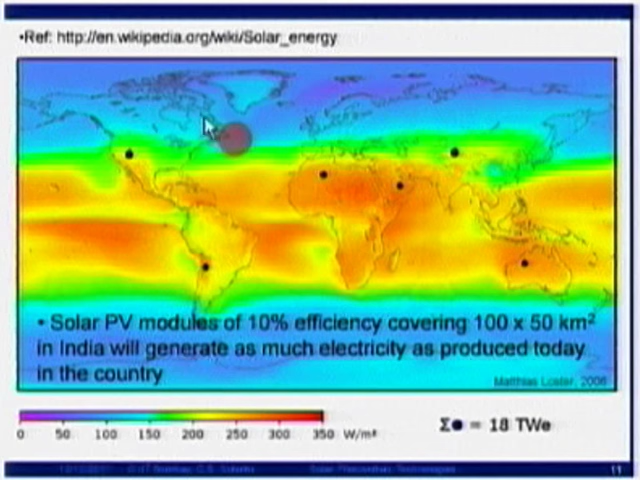 •Ref: http://en.wikipedia.org/wiki/Solar_energy
• Solar PV modules of 10% efficiency covering 100 x 50 km²
in India will generate as much electricity as produced today
in the country
Matthias Loster, 2006
0 50 100 150 200 250 300 350 W/m²
Σ● = 18 TWe
11